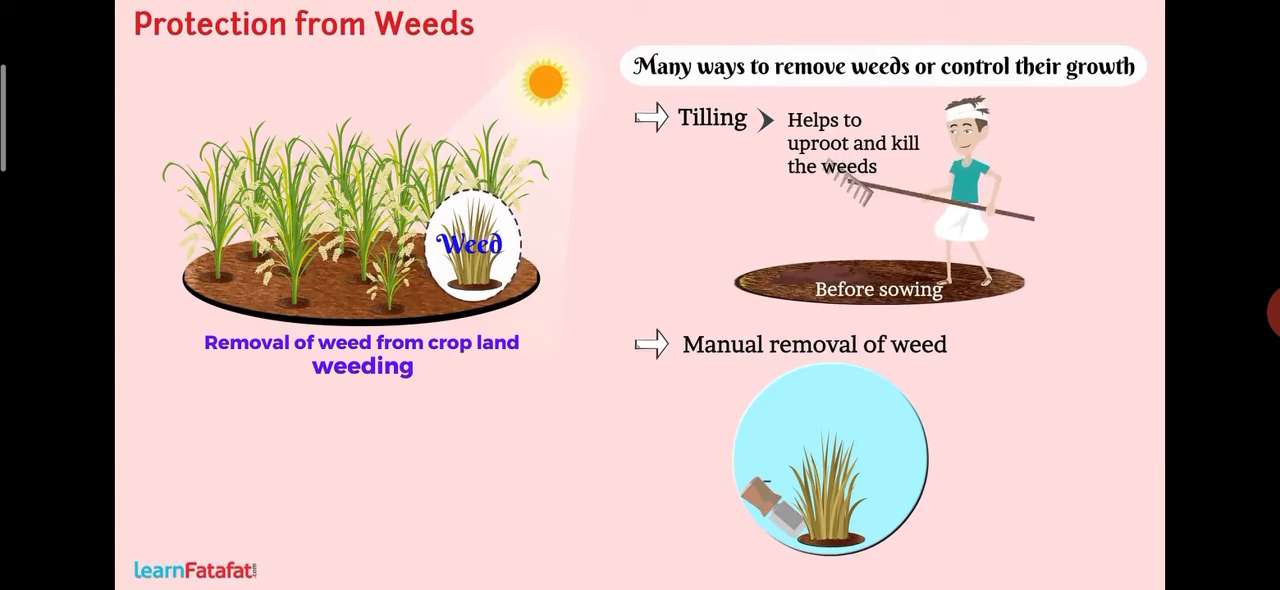 Protection from Weeds
Many ways to remove weeds or control their growth
Tilling
Helps to
uproot and kill
the weeds
Weed
Before sowing
Removal of weed from crop land
weeding
Manual removal of weed
learnFatafat.com